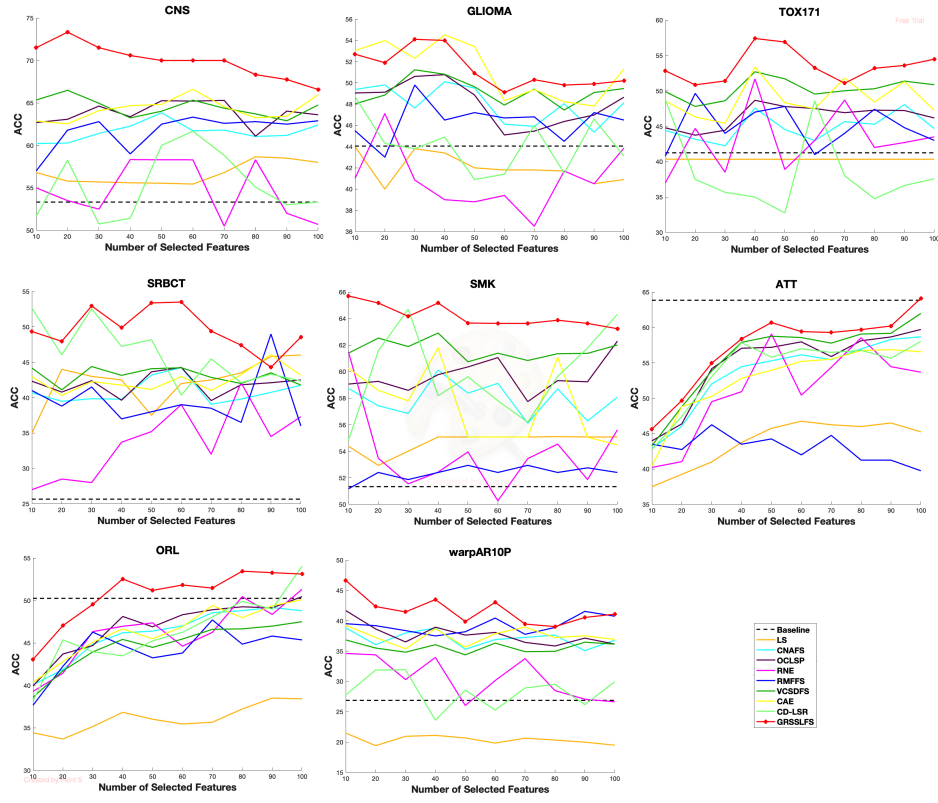 CNS
75
70
65
60
55
50
ACC
10 20 30 40 50 60 70 80 90 100
Number of Selected Features
GLIOMA
56
54
52
50
48
46
44
42
40
38
36
ACC
10 20 30 40 50 60 70 80 90 100
Number of Selected Features
TOX171
Free Trial
60
55
50
45
40
35
30
ACC
10 20 30 40 50 60 70 80 90 100
Number of Selected Features
SRBCT
55
50
45
40
35
30
25
ACC
10 20 30 40 50 60 70 80 90 100
Number of Selected Features
SMK
66
64
62
60
58
56
54
52
50
ACC
10 20 30 40 50 60 70 80 90 100
Number of Selected Features
ATT
65
60
55
50
45
40
35
ACC
10 20 30 40 50 60 70 80 90 100
Number of Selected Features
ORL
55
50
45
40
35
30
ACC
10 20 30 40 50 60 70 80 90 100
Number of Selected Features
warpAR10P
50
45
40
35
30
25
20
15
ACC
10 20 30 40 50 60 70 80 90 100
Number of Selected Features
Baseline
LS
CNAFS
OCLSP
RNE
RMFFS
VCSDFS
CAE
CD-LSR
GRSSLFS
Created by Paint S